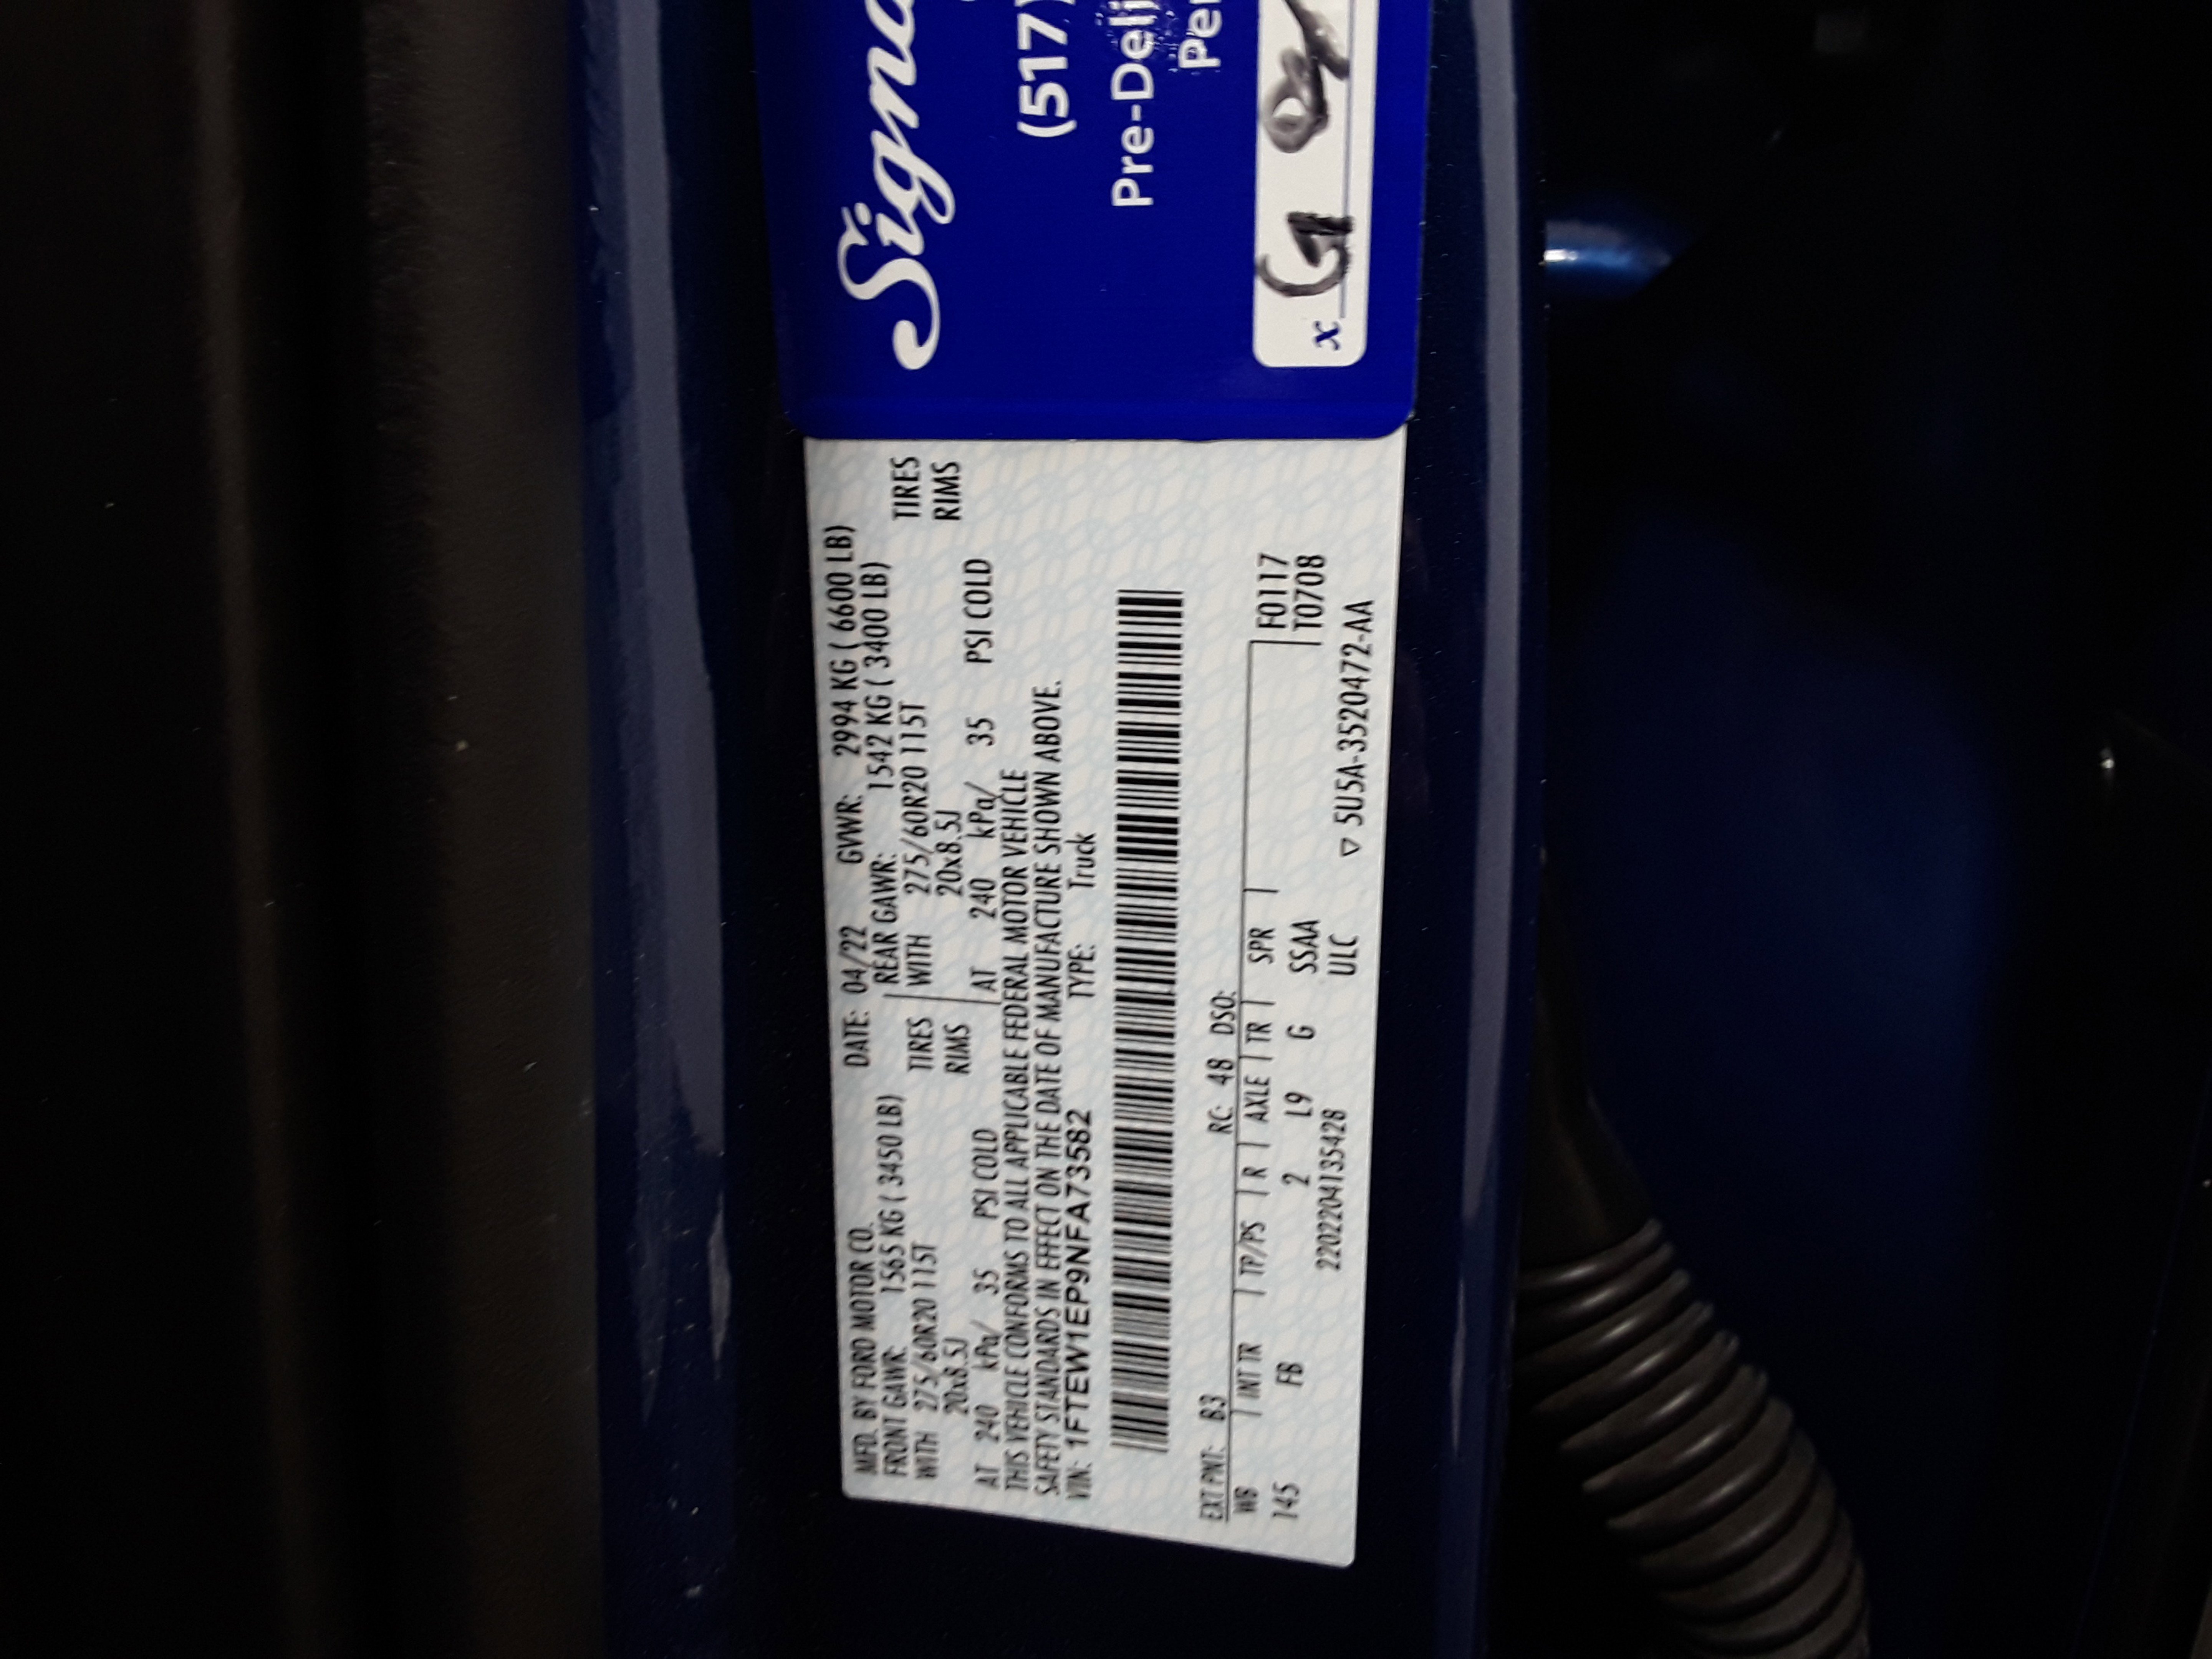 MFD. BY FORD MOTOR CO. DATE: 04/22 GVWR: 2994 KG ( 6600 LB)
FRONT GAWR: 1565 KG ( 3450 LB) REAR GAWR: 1542 KG ( 3400 LB)
WITH 275/60R20 115T TIRES WITH 275/60R20 115T TIRES
20x8.5J RIMS 20x8.5J RIMS
AT 240 kPa/ 35 PSI COLD AT 240 kPa/ 35 PSI COLD
THIS VEHICLE CONFORMS TO ALL APPLICABLE FEDERAL MOTOR VEHICLE
SAFETY STANDARDS IN EFFECT ON THE DATE OF MANUFACTURE SHOWN ABOVE.
VIN: 1FTEW1EP9NFA73582 TYPE: Truck
EXT PNT: B3 RC: 48 DSO:
WB INT TR TP/PS R AXLE TR SPR F0117
145 FB 2 L9 G SSAA T0708
2202204135428 ULC
▽ 5U5A-3520472-AA
(517)
Pre-Deli
x